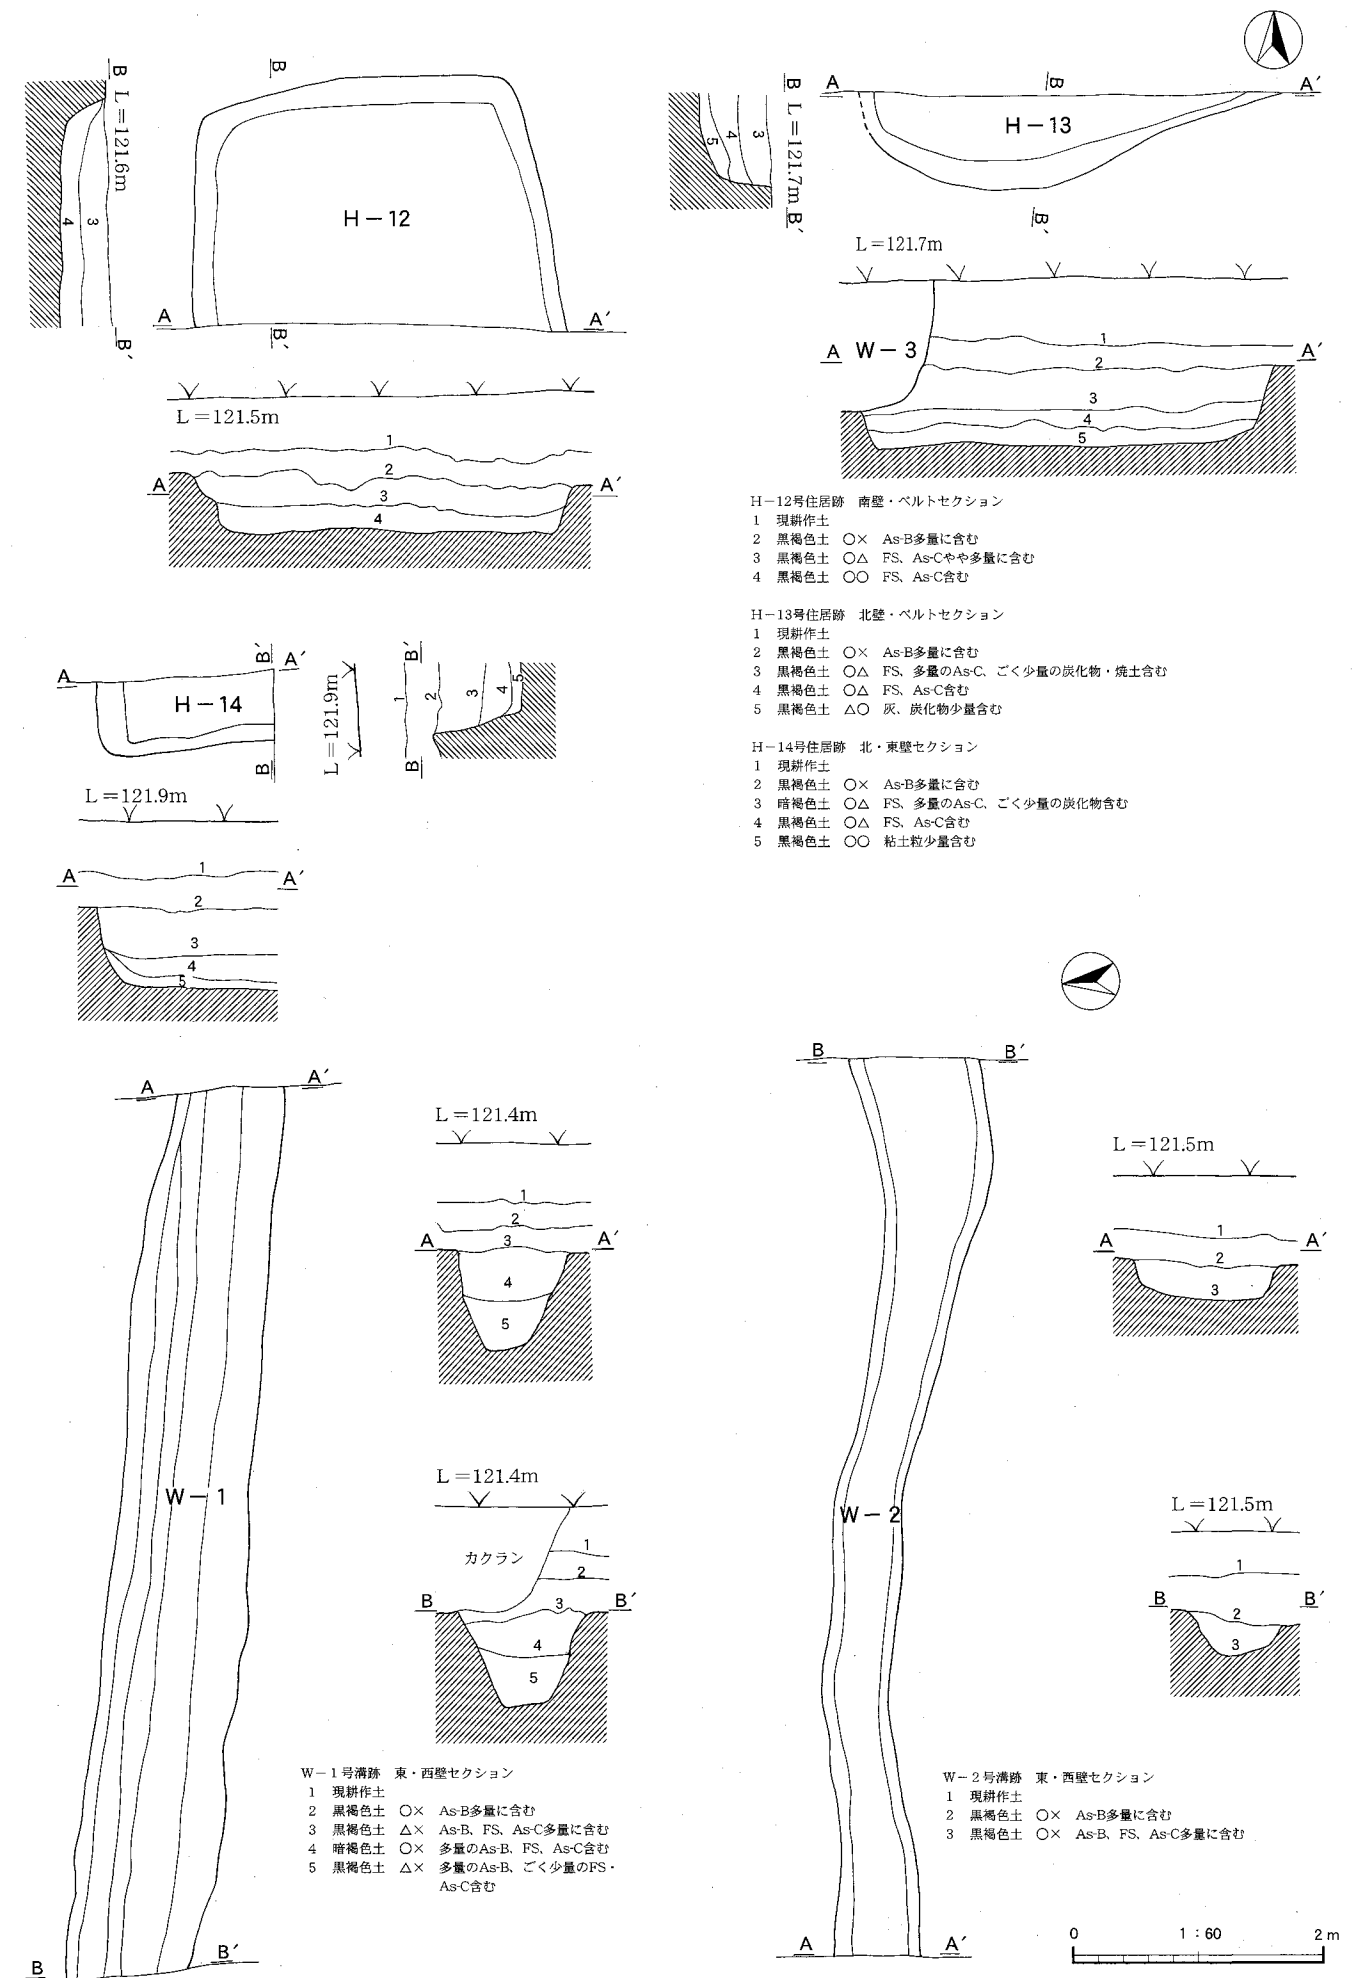 B
L=121.6m
3
4
B'
B
H-12
A
A'
B'
L=121.5m
1
2
A
3
A'
4
B
L=121.7m
3
4
5
B'
A
B
A'
H-13
B'
L=121.7m
1
A
W-3
A'
2
3
4
5
H-12号住居跡 南壁・ベルトセクション
1 現耕作土
2 黒褐色土 ○× As-B多量に含む
3 黒褐色土 ○△ FS、As-Cやや多量に含む
4 黒褐色土 ○○ FS、As-C含む
H-13号住居跡 北壁・ベルトセクション
1 現耕作土
2 黒褐色土 ○× As-B多量に含む
3 黒褐色土 ○△ FS、多量のAs-C、ごく少量の炭化物・焼土含む
4 黒褐色土 ○△ FS、As-C含む
5 黒褐色土 △○ 灰、炭化物少量含む
H-14号住居跡 北・東壁セクション
1 現耕作土
2 黒褐色土 ○× As-B多量に含む
3 暗褐色土 ○△ FS、多量のAs-C、ごく少量の炭化物含む
4 黒褐色土 ○△ FS、As-C含む
5 黒褐色土 ○○ 粘土粒少量含む
A
B'
A'
H-14
B
L=121.9m
B'
1
2
3
4
5
B
L=121.9m
1
A
A'
2
3
4
5
A
A'
W-1
B
B'
L=121.4m
1
2
A
3
A'
4
5
L=121.4m
カクラン
1
2
B
3
B'
4
5
W-1号溝跡 東・西壁セクション
1 現耕作土
2 黒褐色土 ○× As-B多量に含む
3 黒褐色土 △× As-B、FS、As-C多量に含む
4 暗褐色土 ○× 多量のAs-B、FS、As-C含む
5 黒褐色土 △× 多量のAs-B、ごく少量のFS・
As-C含む
B
B'
W-2
A
A'
L=121.5m
1
A
A'
2
3
L=121.5m
1
B
B'
2
3
W-2号溝跡 東・西壁セクション
1 現耕作土
2 黒褐色土 ○× As-B多量に含む
3 黒褐色土 ○× As-B、FS、As-C多量に含む
0 1:60 2m